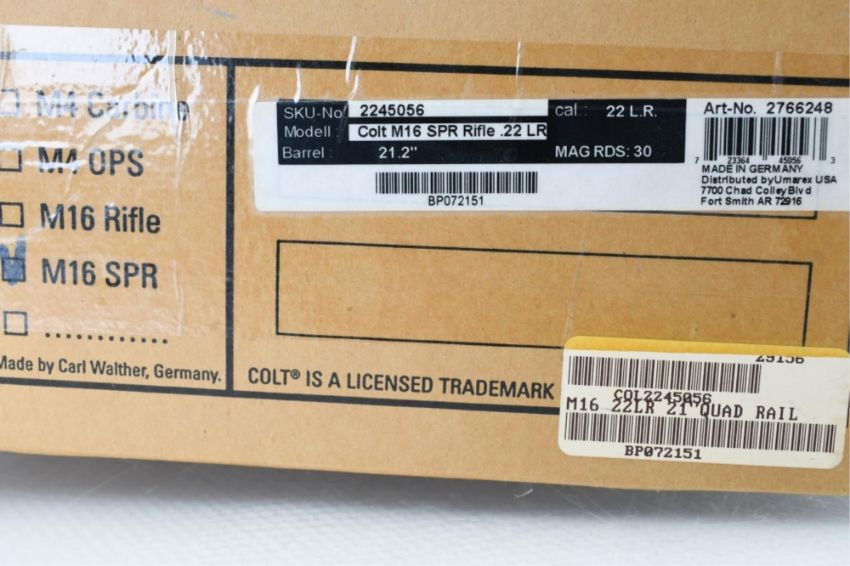 M4 Carbine
M4 OPS
M16 Rifle
M16 SPR
.............
Made by Carl Walther, Germany.
SKU-No 2245056 cal: 22 L.R.
Modell: Colt M16 SPR Rifle .22 LR
Barrel: 21.2" MAG RDS: 30
BP072151
Art-No. 2766248
7 23364 45056 3
MADE IN GERMANY
Distributed by Umarex USA
7700 Chad Colley Blvd
Fort Smith AR 72916
COLT® IS A LICENSED TRADEMARK
29156
COL2245056
M16 22LR 21"QUAD RAIL
BP072151